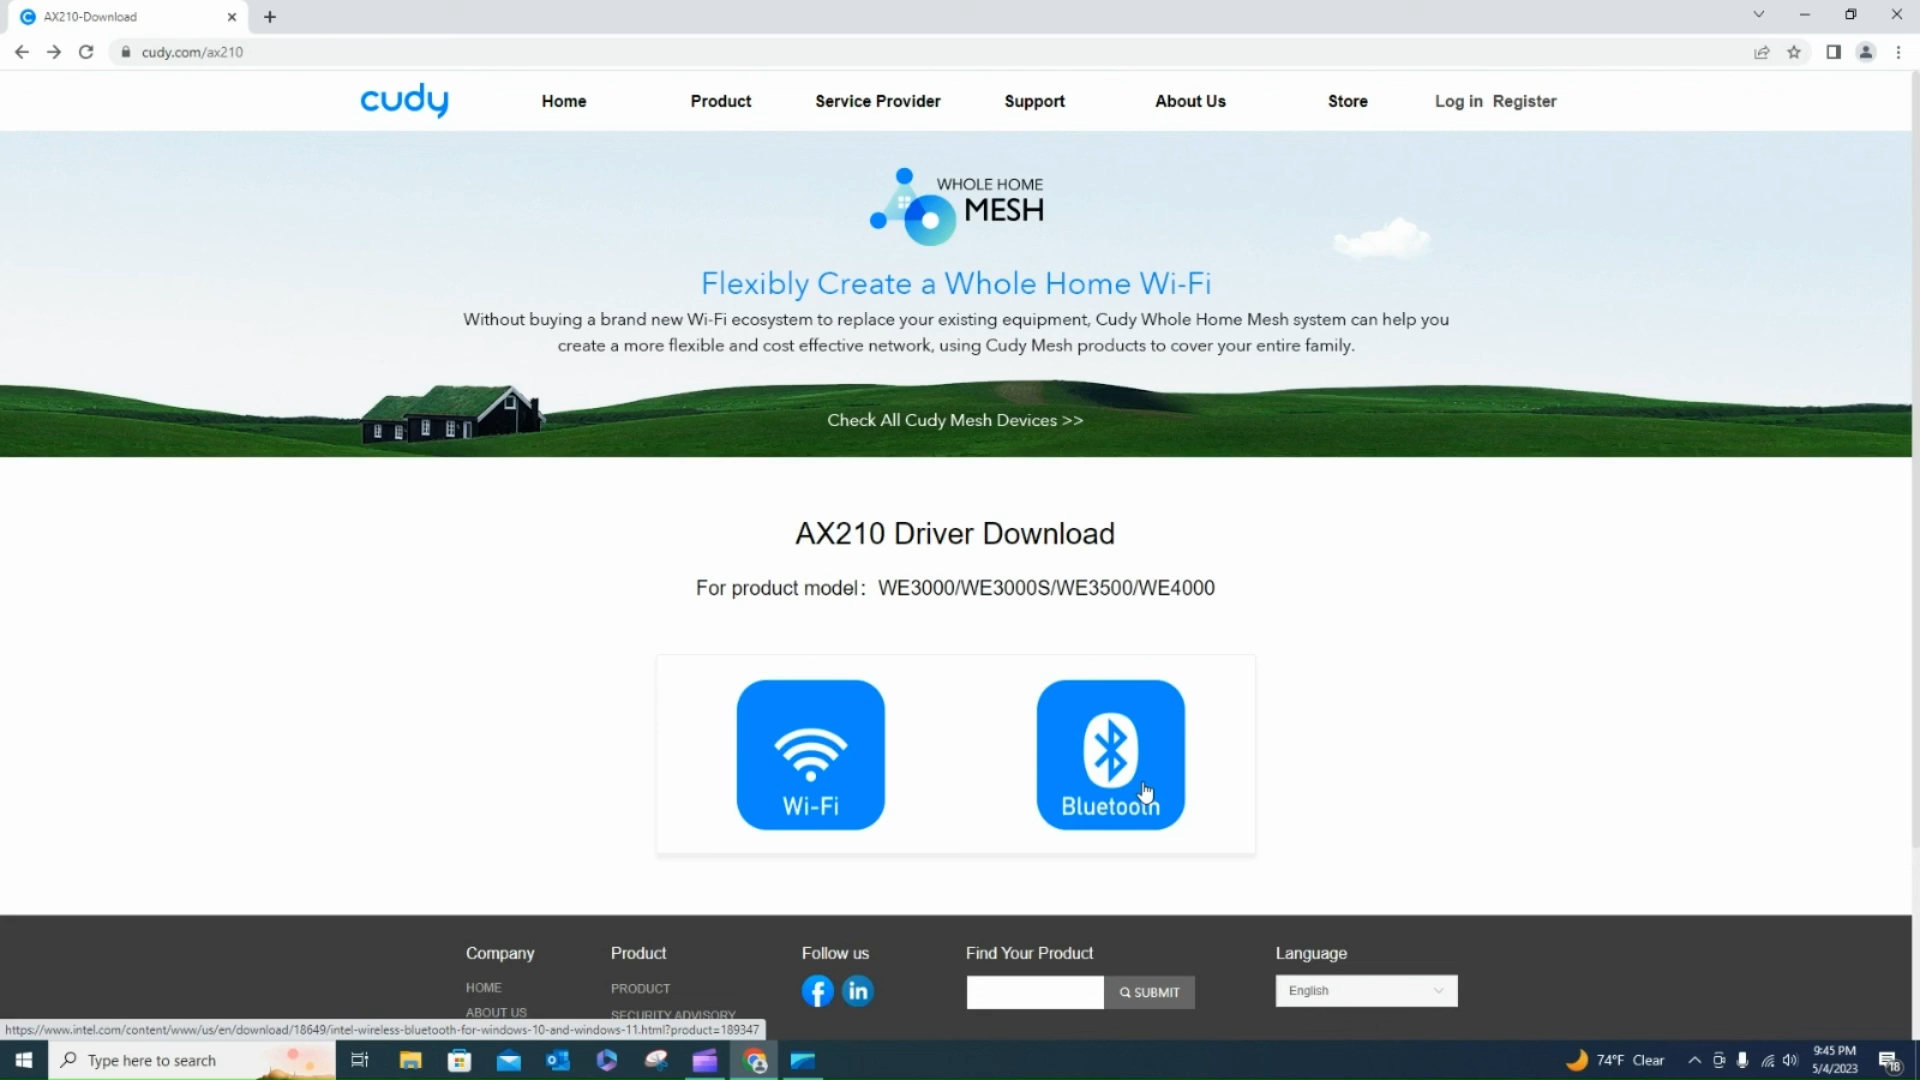 AX210-Download
cudy.com/ax210
cudy
Home
Product
Service Provider
Support
About Us
Store
Log in
Register
WHOLE HOME
MESH
Flexibly Create a Whole Home Wi-Fi
Without buying a brand new Wi-Fi ecosystem to replace your existing equipment, Cudy Whole Home Mesh system can help you
create a more flexible and cost effective network, using Cudy Mesh products to cover your entire family.
Check All Cudy Mesh Devices >>
AX210 Driver Download
For product model： WE3000/WE3000S/WE3500/WE4000
Wi-Fi
Bluetooth
Company
Product
Follow us
Find Your Product
Language
HOME
PRODUCT
SUBMIT
English
ABOUT US
SECURITY ADVISORY
https://www.intel.com/content/www/us/en/download/18649/intel-wireless-bluetooth-for-windows-10-and-windows-11.html?product=189347
Type here to search
74°F Clear
9:45 PM
5/4/2023
18